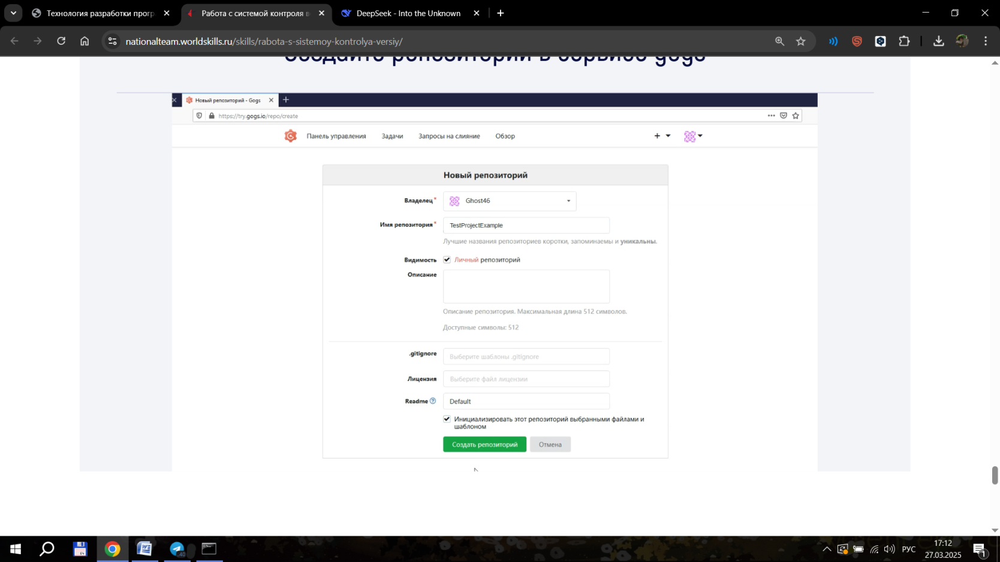 Технология разработки прогр
Работа с системой контроля в
DeepSeek - Into the Unknown
nationalteam.worldskills.ru/skills/rabota-s-sistemoy-kontrolya-versiy/
Создайте репозиторий в сервисе gogs
Новый репозиторий - Gogs
https://try.gogs.io/repo/create
Панель управления
Задачи
Запросы на слияние
Обзор
Новый репозиторий
Владелец*
Ghost46
Имя репозитория*
TestProjectExample
Лучшие названия репозиториев коротки, запоминаемы и уникальны.
Видимость
Личный репозиторий
Описание
Описание репозитория. Максимальная длина 512 символов.
Доступные символы: 512
.gitignore
Выберите шаблоны .gitignore
Лицензия
Выберите файл лицензии
Readme
Default
Инициализировать этот репозиторий выбранными файлами и
шаблоном
Создать репозиторий
Отмена
40
РУС
17:12
27.03.2025
1